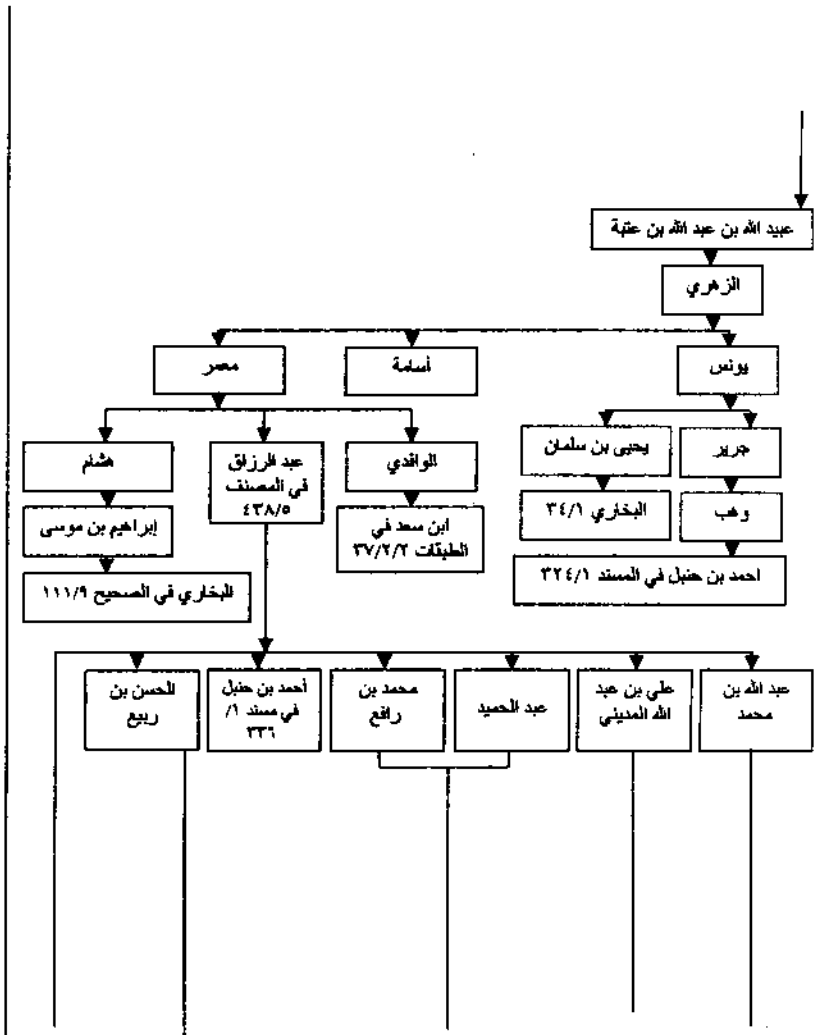 عبيد الله بن عبد الله بن عتبة
الزهري
يونس
أسامة
معمر
جرير
يحيى بن سلمان
الواقدي
عبد الرزاق
في المصنف
٤٣٨/٥
هشام
وهب
البخاري ٣٤/١
ابن سعد في
الطبقات ٣٧/٢/٢
إبراهيم بن موسى
احمد بن حنبل في المسند ٣٢٤/١
البخاري في الصحيح ١١١/٩
عبد الله بن
محمد
علي بن عبد
الله المديني
عبد الحميد
محمد بن
رافع
أحمد بن حنبل
في مسند ١/
٣٣٦
الحسن بن
ربيع